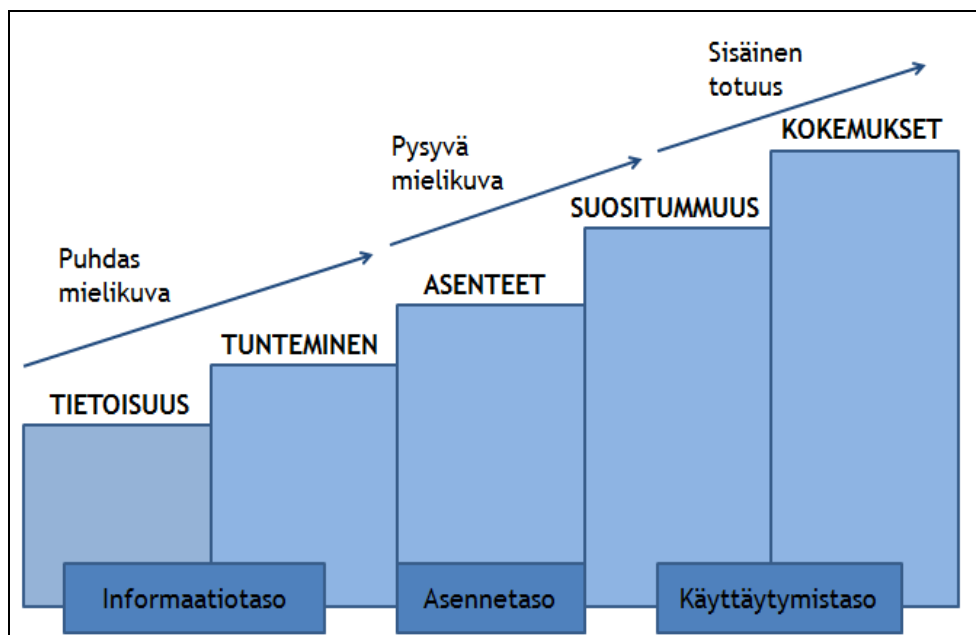 Sisäinen
totuus
KOKEMUKSET
Pysyvä
mielikuva
SUOSITUMMUUS
Puhdas
mielikuva
ASENTEET
TUNTEMINEN
TIETOISUUS
Informaatiotaso
Asennetaso
Käyttäytymistaso